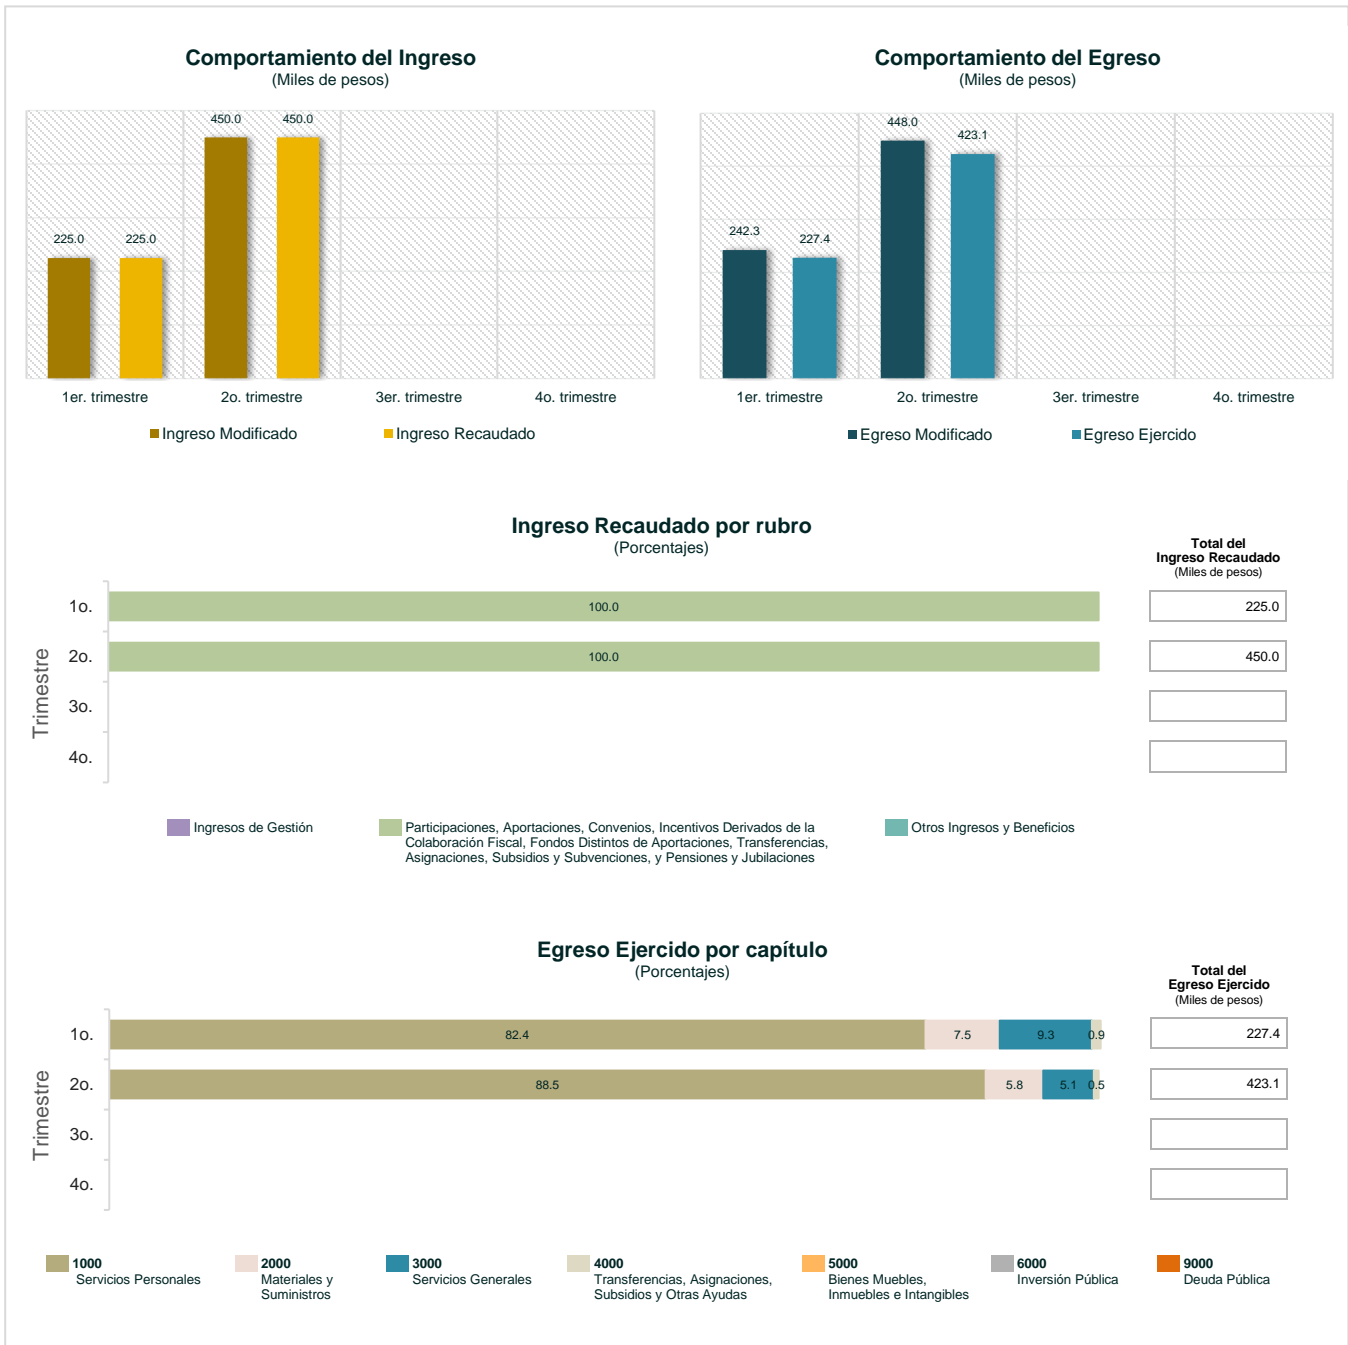 Comportamiento del Ingreso
(Miles de pesos)
450.0
450.0
225.0
225.0
1er. trimestre
2o. trimestre
3er. trimestre
4o. trimestre
Ingreso Modificado
Ingreso Recaudado
Comportamiento del Egreso
(Miles de pesos)
448.0
423.1
242.3
227.4
1er. trimestre
2o. trimestre
3er. trimestre
4o. trimestre
Egreso Modificado
Egreso Ejercido
Ingreso Recaudado por rubro
(Porcentajes)
Total del
Ingreso Recaudado
(Miles de pesos)
Trimestre
1o.
100.0
225.0
2o.
100.0
450.0
3o.
4o.
Ingresos de Gestión
Participaciones, Aportaciones, Convenios, Incentivos Derivados de la
Colaboración Fiscal, Fondos Distintos de Aportaciones, Transferencias,
Asignaciones, Subsidios y Subvenciones, y Pensiones y Jubilaciones
Otros Ingresos y Beneficios
Egreso Ejercido por capítulo
(Porcentajes)
Total del
Egreso Ejercido
(Miles de pesos)
Trimestre
1o.
82.4
7.5
9.3
0.9
227.4
2o.
88.5
5.8
5.1
0.5
423.1
3o.
4o.
1000
Servicios Personales
2000
Materiales y
Suministros
3000
Servicios Generales
4000
Transferencias, Asignaciones,
Subsidios y Otras Ayudas
5000
Bienes Muebles,
Inmuebles e Intangibles
6000
Inversión Pública
9000
Deuda Pública